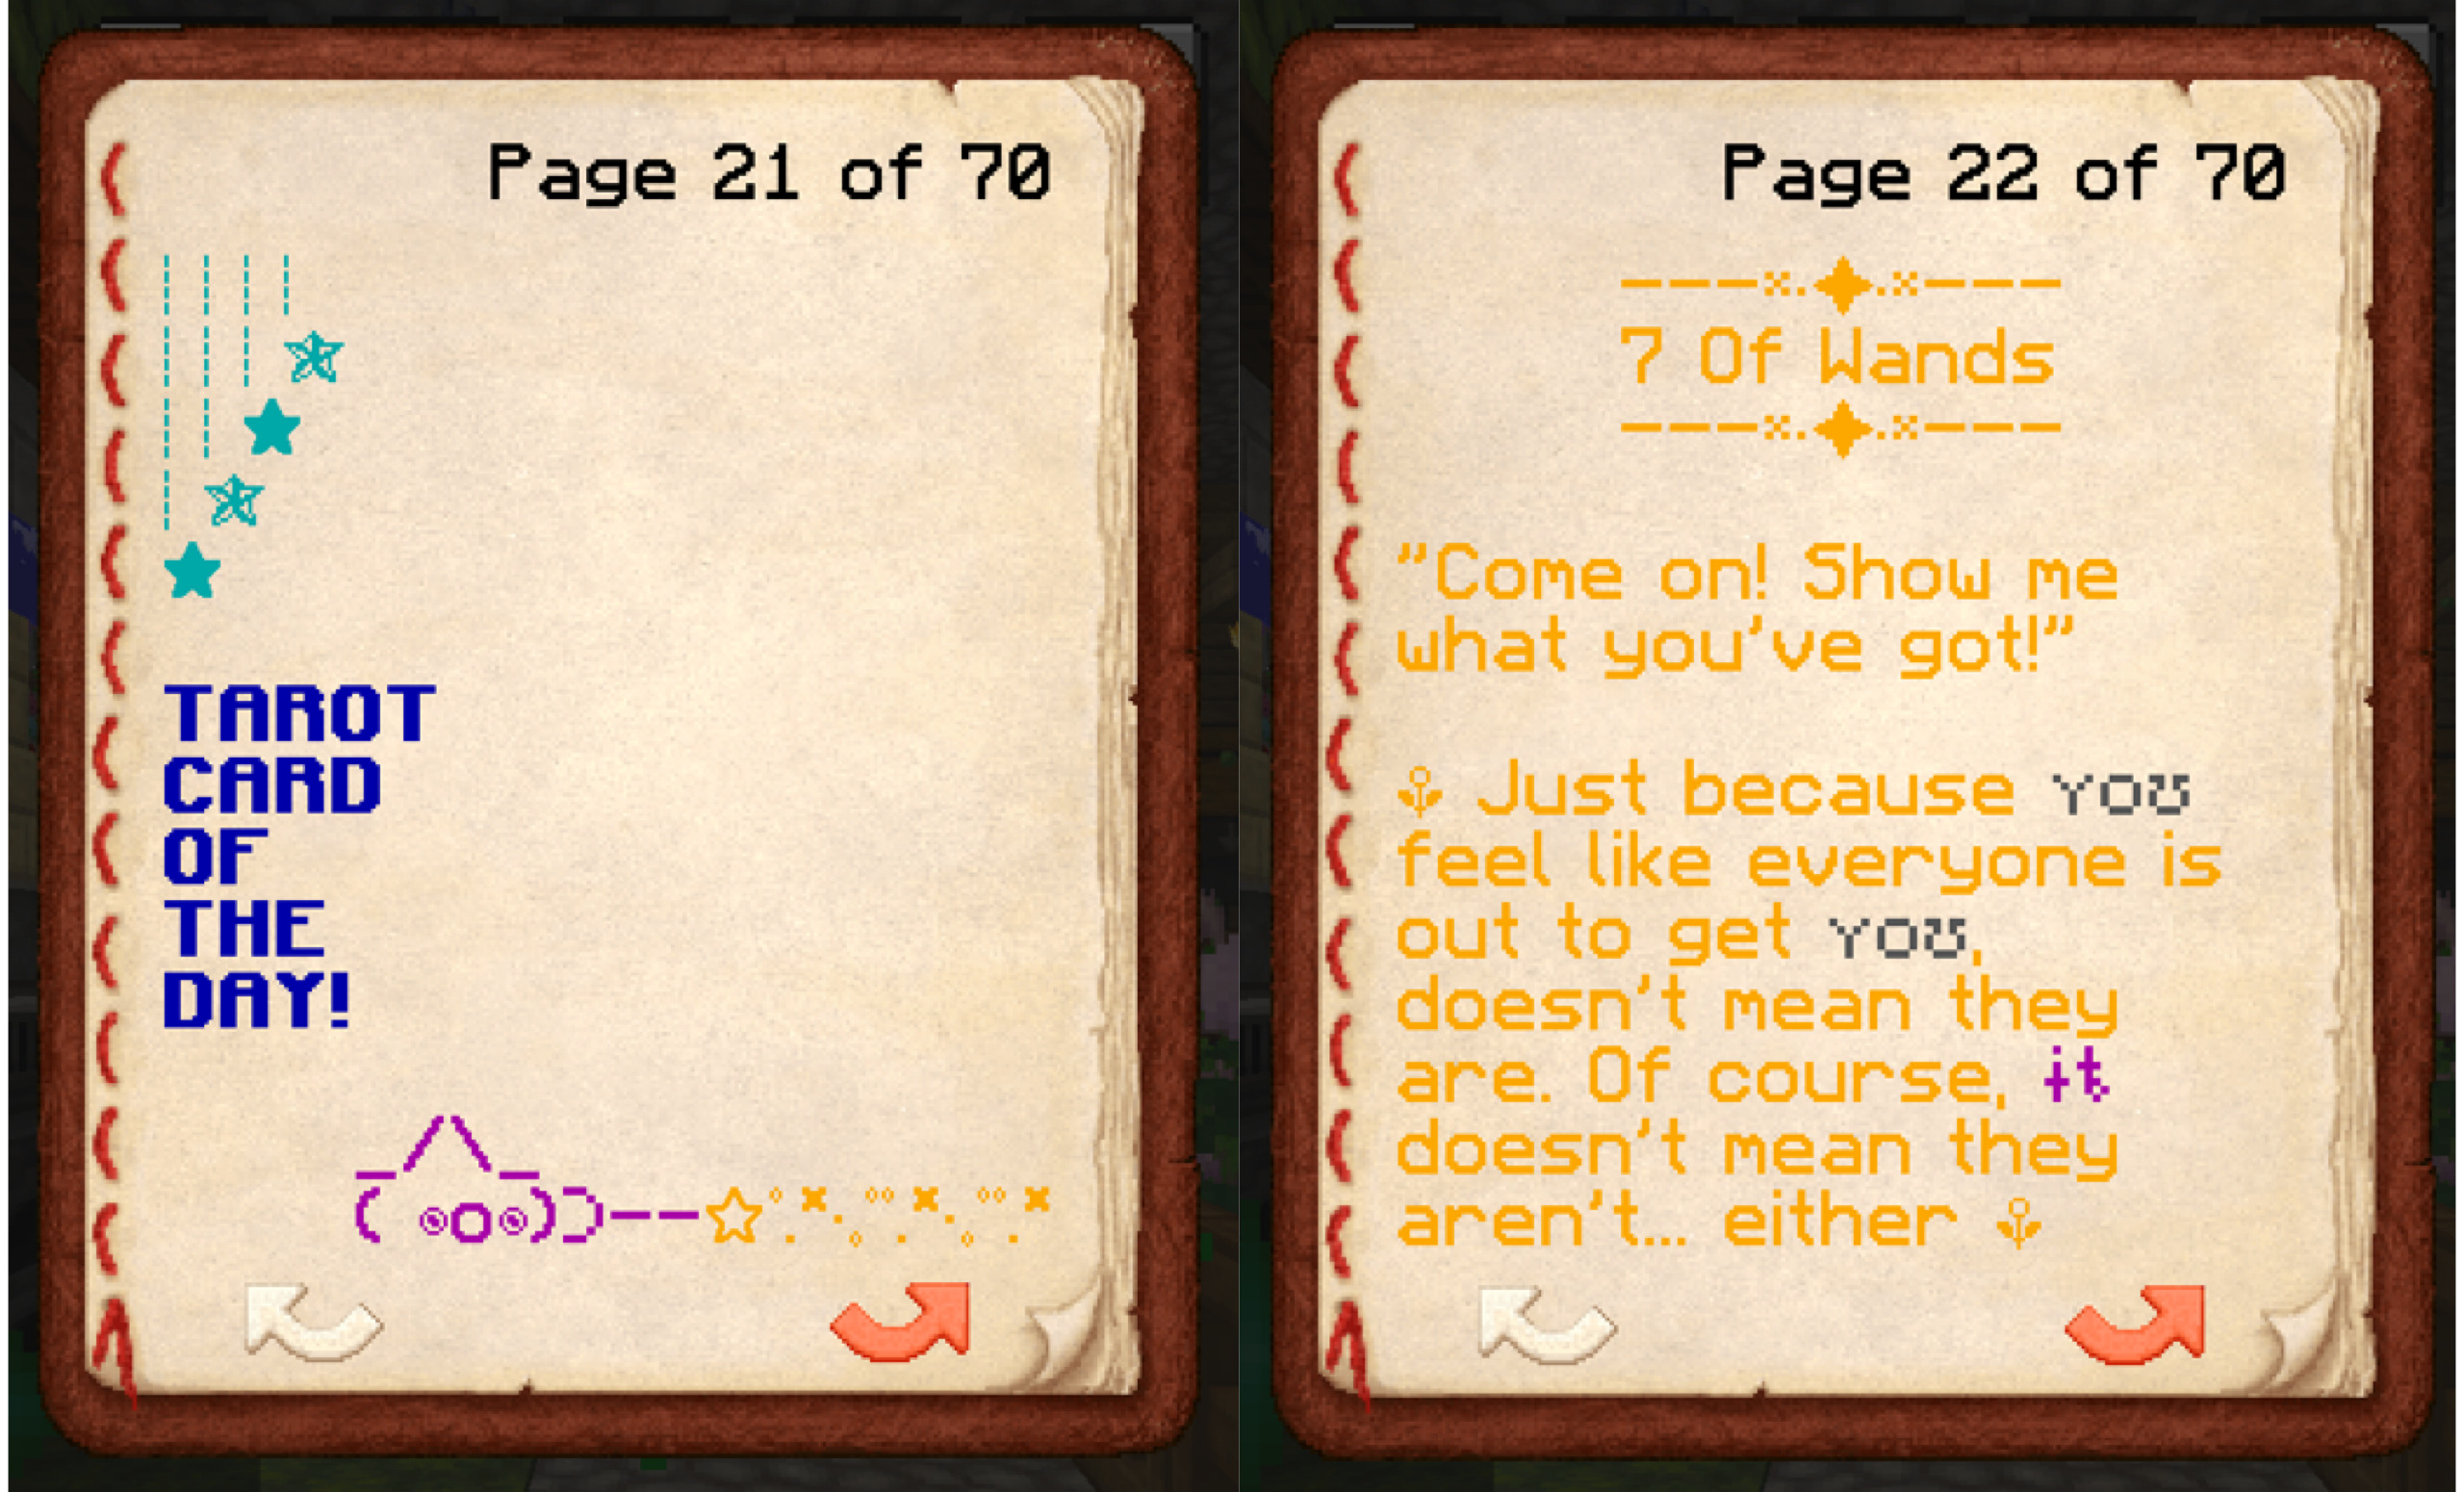 Page 21 of 70
TAROT
CARD
OF
THE
DAY!
Page 22 of 70
7 Of Wands
"Come on! Show me
what you've got!"
Just because YOU
feel like everyone is
out to get YOU,
doesn't mean they
are. Of course, it
doesn't mean they
aren't... either